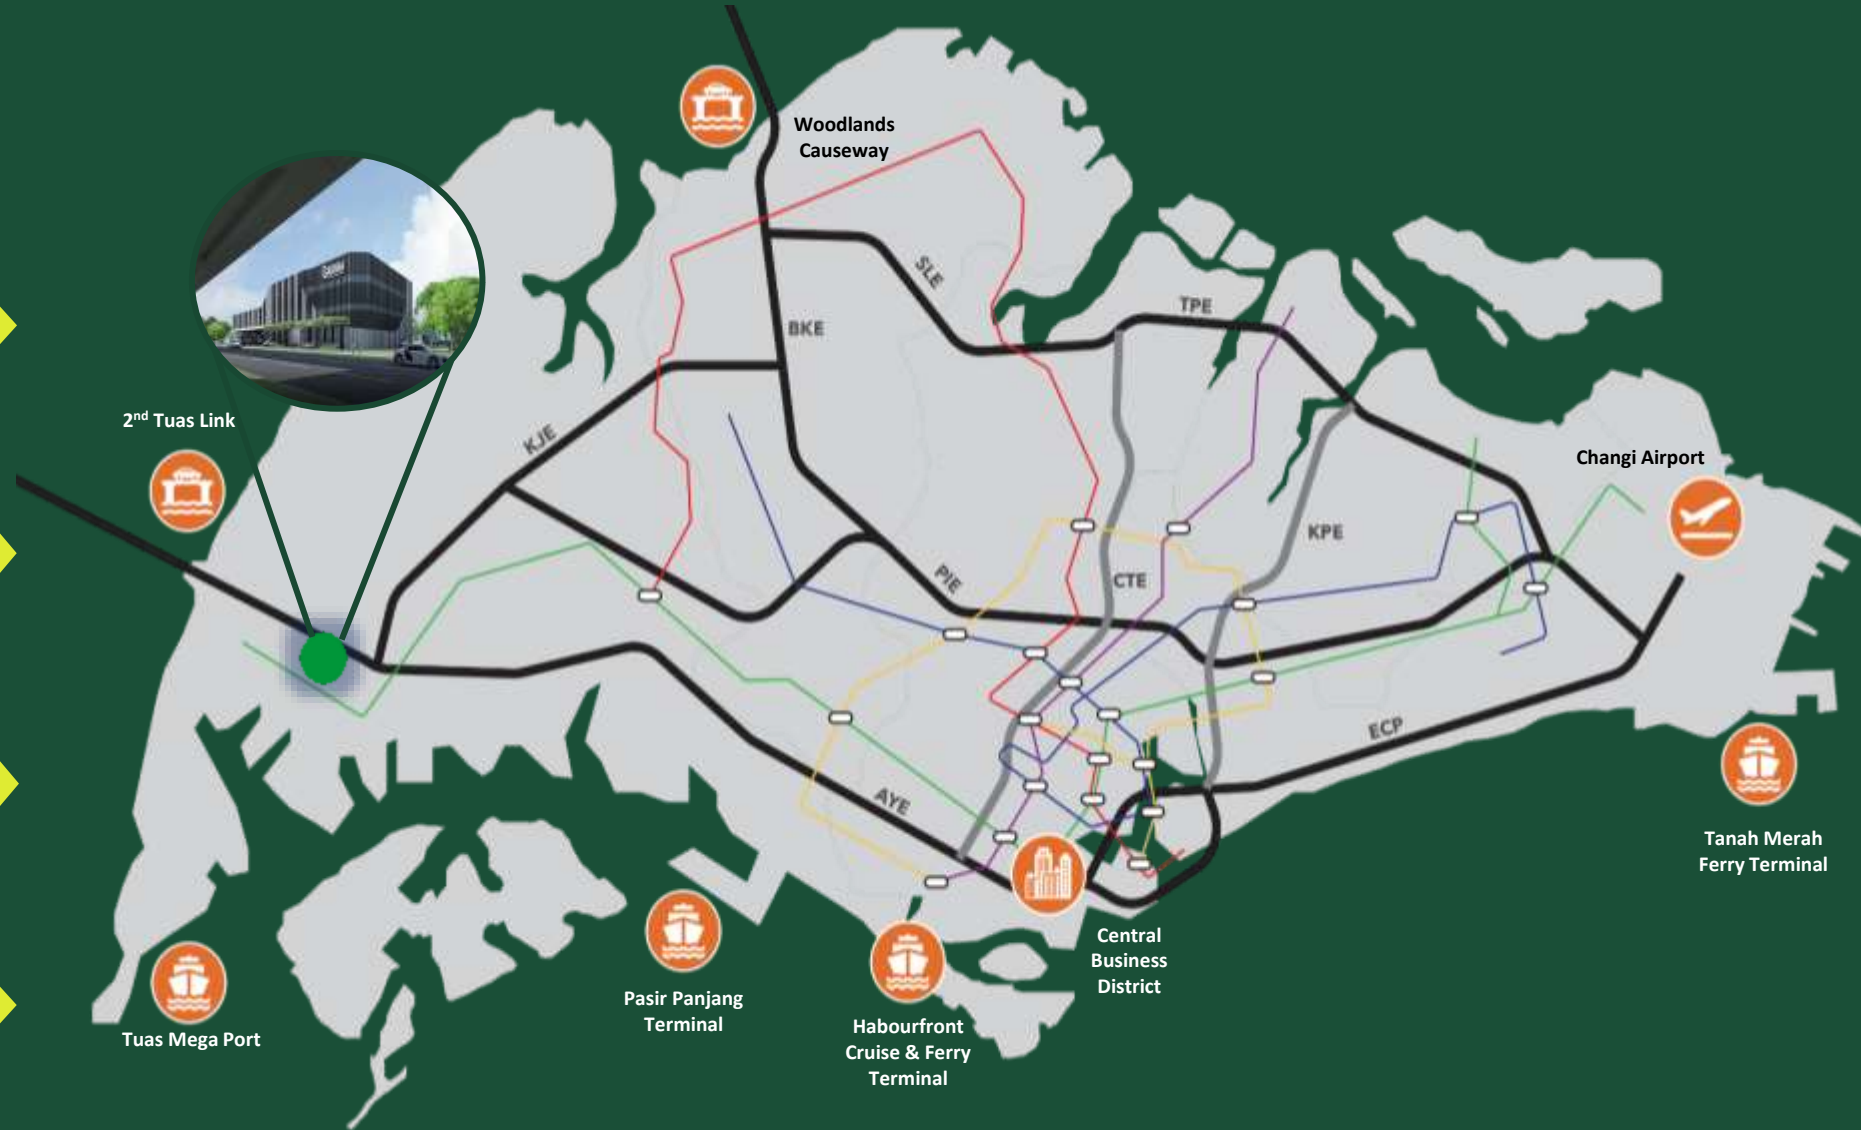 Woodlands
Causeway
SLE
TPE
BKE
2nd Tuas Link
KJE
Changi Airport
KPE
PIE
CTE
ECP
AYE
Tanah Merah
Ferry Terminal
Central
Business
District
Pasir Panjang
Terminal
Habourfront
Cruise & Ferry
Terminal
Tuas Mega Port